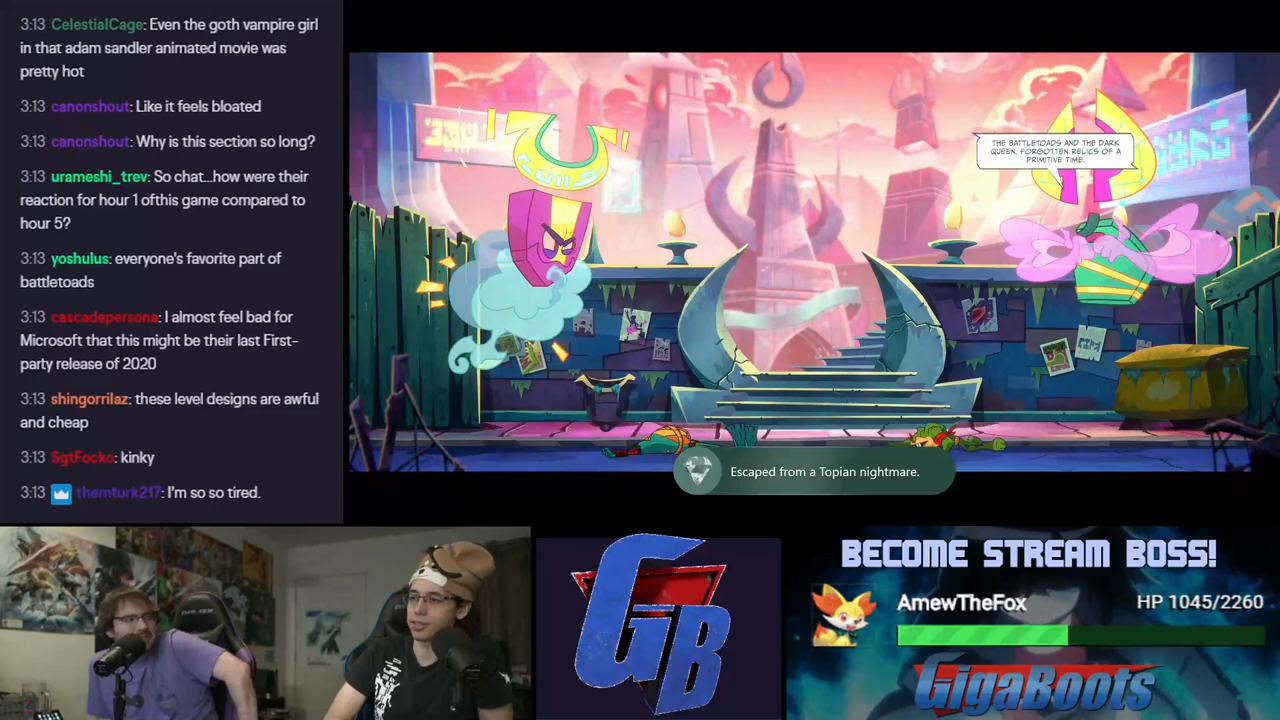 3:13 CelestialCage: Even the goth vampire girl
in that adam sandler animated movie was
pretty hot
3:13 canonshout: Like it feels bloated
3:13 canonshout: Why is this section so long?
3:13 urameshi_trev: So chat...how were their
reaction for hour 1 ofthis game compared to
hour 5?
3:13 yoshulus: everyone's favorite part of
battletoads
3:13 cascadepersona: I almost feel bad for
Microsoft that this might be their last First-
party release of 2020
3:13 shingorrilaz: these level designs are awful
and cheap
3:13 SgtFocko: kinky
3:13 themturk217: I'm so so tired.
THE BATTLETOADS AND THE DARK
QUEEN. FORGOTTEN RELICS OF A
PRIMITIVE TIME.
Escaped from a Topian nightmare.
GB
BECOME STREAM BOSS!
AmewTheFox HP 1045/2260
GIGABOOTS